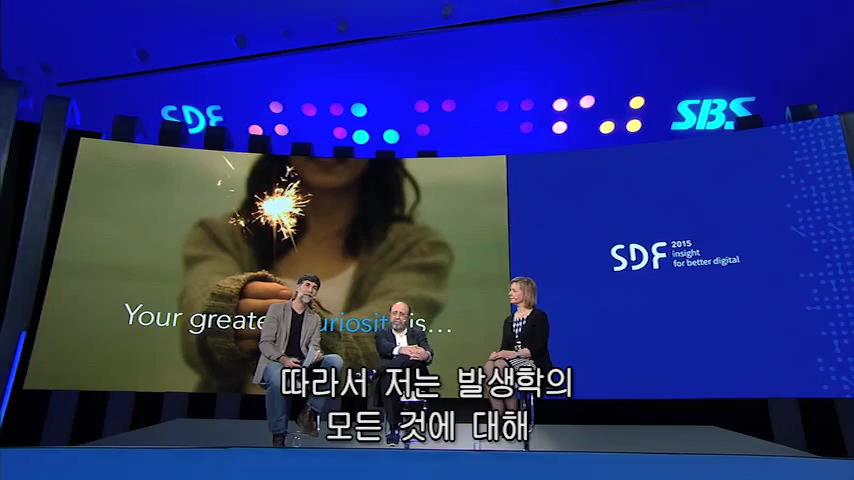 SDF
SBS
SDF 2015
insight
for better digital
Your greate uriosit is...
따라서 저는 발생학의
모든 것에 대해